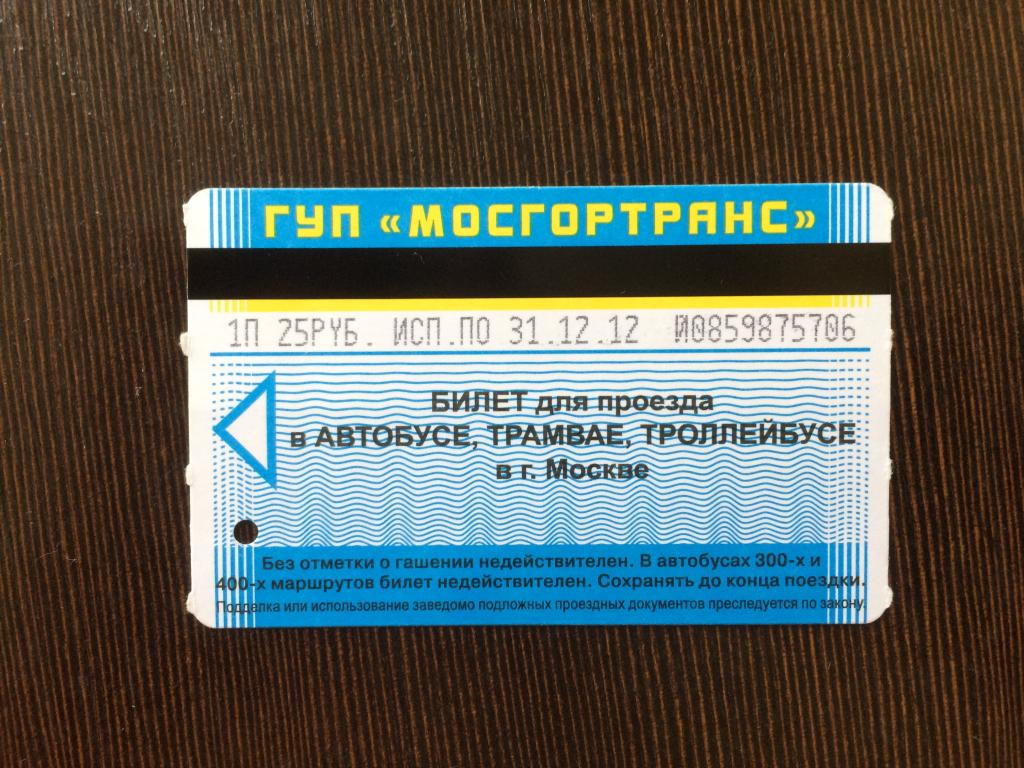 ГУП «МОСГОРТРАНС»
1П 25РУБ. ИСП.ПО 31.12.12 И0859875706
БИЛЕТ для проезда
в АВТОБУСЕ, ТРАМВАЕ, ТРОЛЛЕЙБУСЕ
в г. Москве
Без отметки о гашении недействителен. В автобусах 300-х и
400-х маршрутов билет недействителен. Сохранять до конца поездки.
Подделка или использование заведомо подложных проездных документов преследуется по закону.